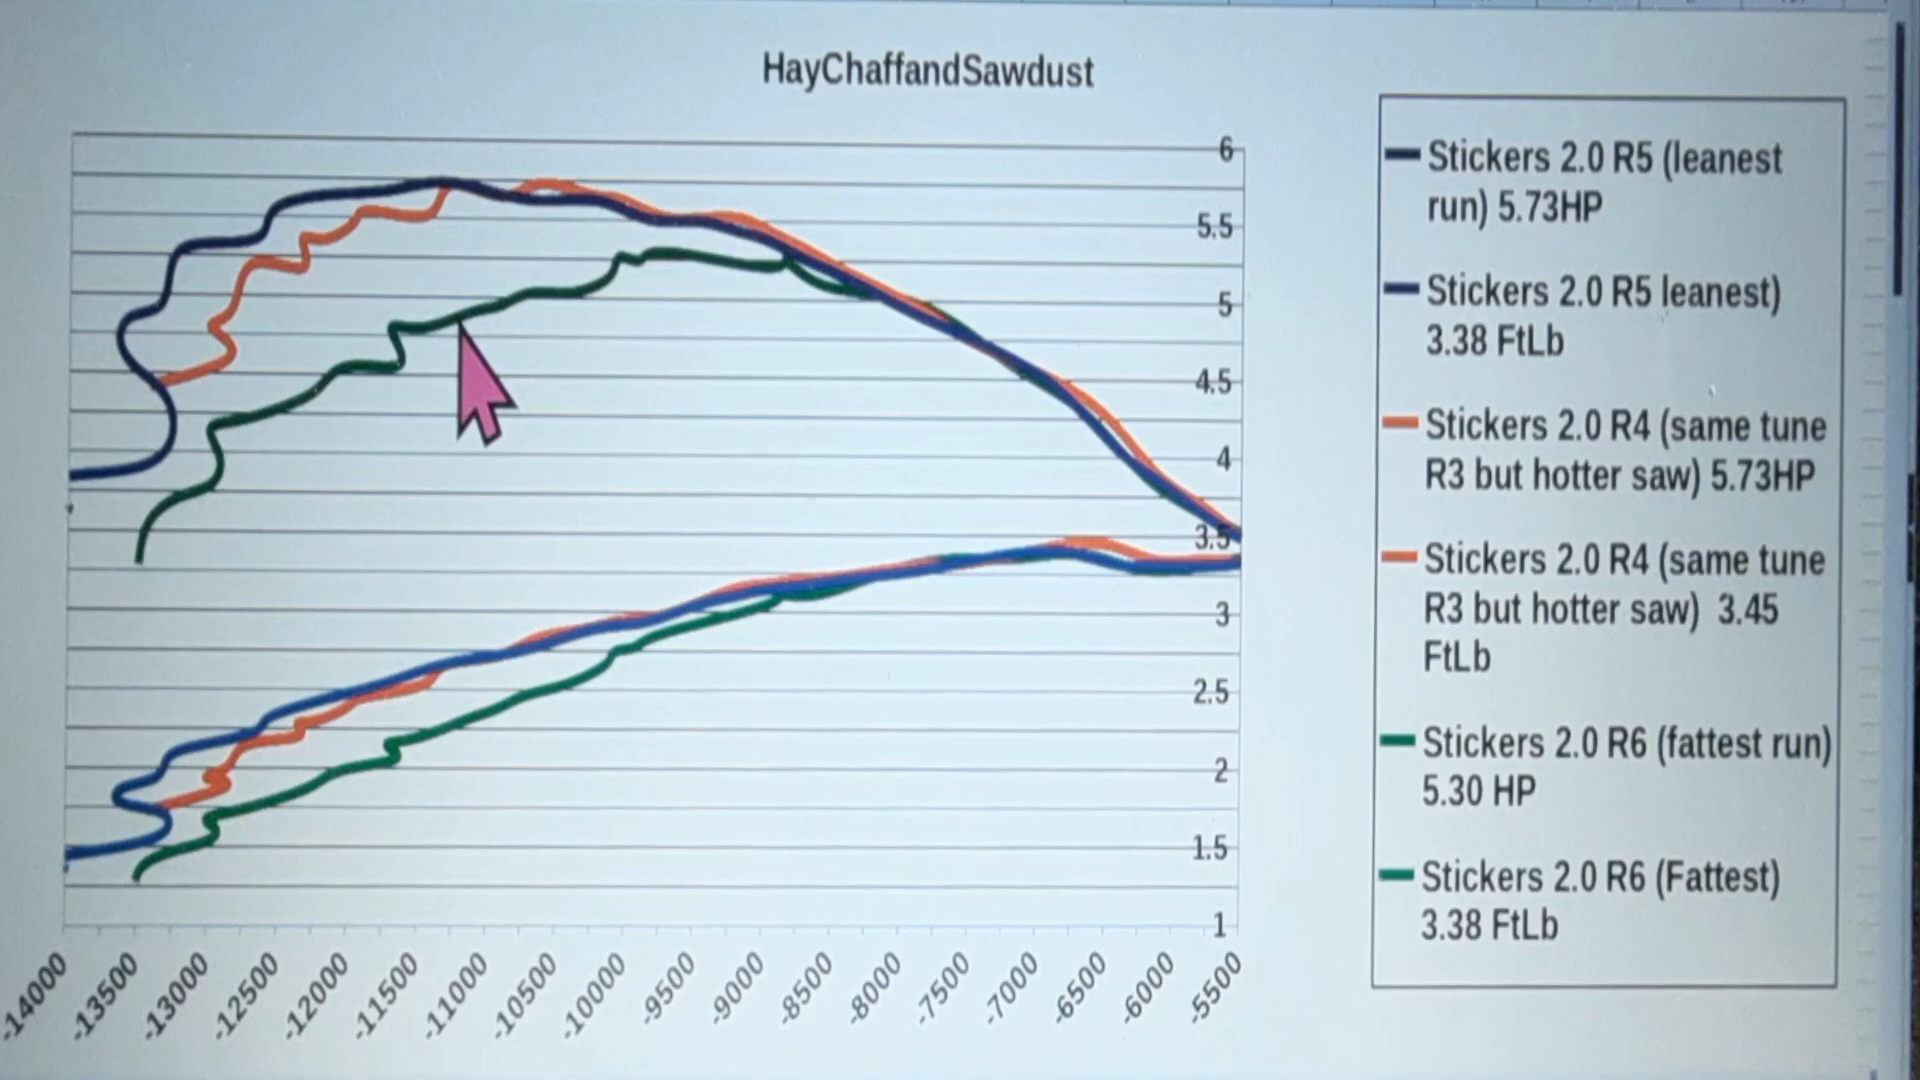 HayChaffandSawdust
6
5.5
5
4.5
4
3.5
3
2.5
2
1.5
1
-14000
-13500
-13000
-12500
-12000
-11500
-11000
-10500
-10000
-9500
-9000
-8500
-8000
-7500
-7000
-6500
-6000
-5500
Stickers 2.0 R5 (leanest
run) 5.73HP
Stickers 2.0 R5 leanest)
3.38 FtLb
Stickers 2.0 R4 (same tune
R3 but hotter saw) 5.73HP
Stickers 2.0 R4 (same tune
R3 but hotter saw) 3.45
FtLb
Stickers 2.0 R6 (fattest run)
5.30 HP
Stickers 2.0 R6 (Fattest)
3.38 FtLb